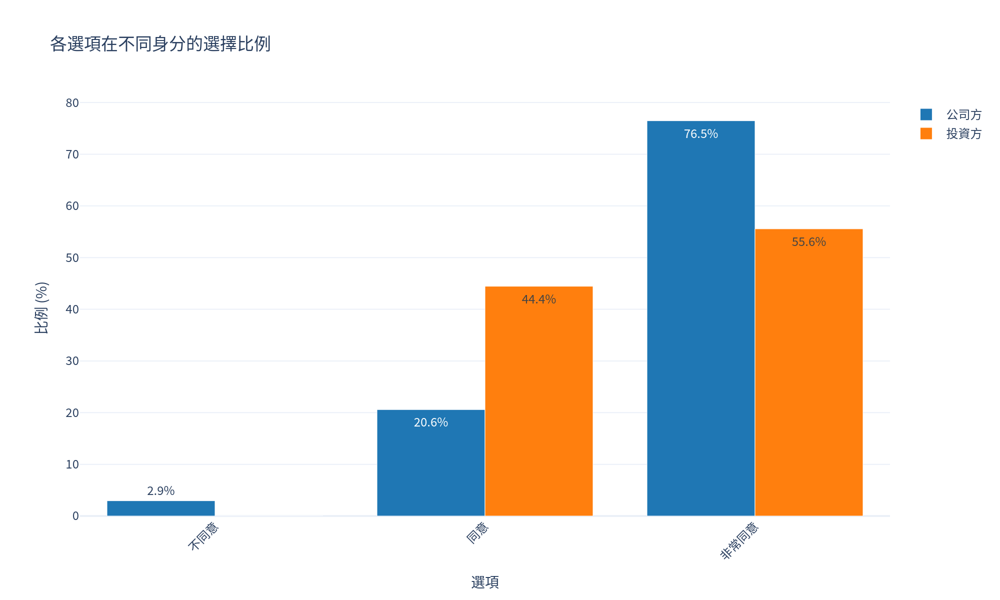 各選項在不同身分的選擇比例
80
70
60
50
40
30
20
10
0
比例 (%)
公司方
投資方
2.9%
20.6%
44.4%
76.5%
55.6%
不同意
同意
非常同意
選項